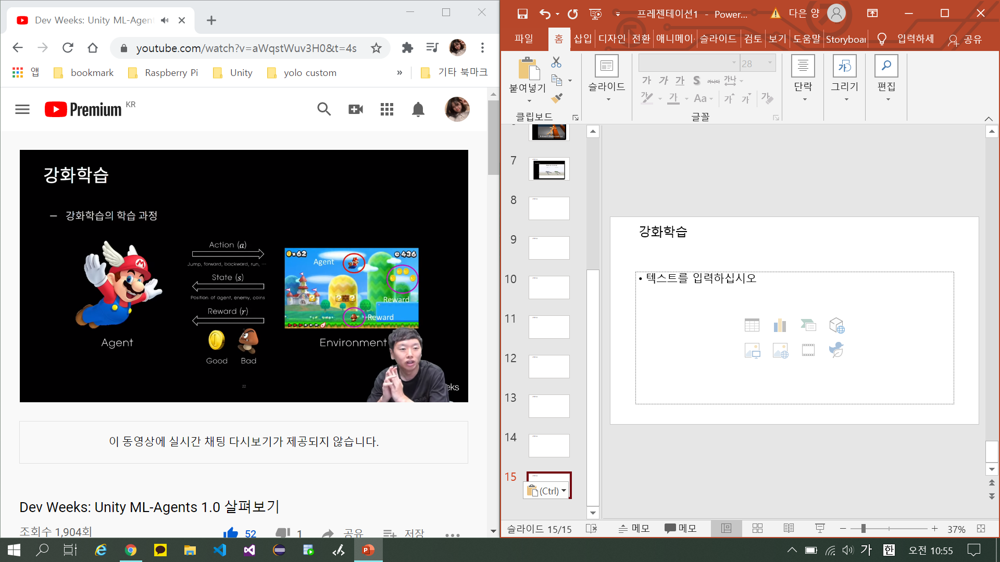 Dev Weeks: Unity ML-Agen
youtube.com/watch?v=aWqstWuv3H0&t=4s
앱
bookmark
Raspberry Pi
Unity
yolo custom
»
기타 북마크
Premium
KR
강화학습
– 강화학습의 학습 과정
Action (a)
Jump, forward, backward, run, ...
State (s)
Position of agent, enemy, coins
Reward (r)
Good
Bad
Agent
x62
436
Agent
Reward
Reward
Environment
22
eks
이 동영상에 실시간 채팅 다시보기가 제공되지 않습니다.
Dev Weeks: Unity ML-Agents 1.0 살펴보기
조회수 1,904회
52
1
공유
저장
프레젠테이션1 - Power...
다은 양
파일
홈
삽입
디자인
전환
애니메이
슬라이드
검토
보기
도움말
Storyboar
입력하세
공유
붙여넣기
클립보드
슬라이드
28
가 가 가 S 가나다 간나
가 가 Aa 가 가 가
글꼴
단락
그리기
편집
7
8
9
10
11
12
13
14
15
(Ctrl)
강화학습
• 텍스트를 입력하십시오
슬라이드 15/15
메모
메모
37%
가
한
오전 10:55